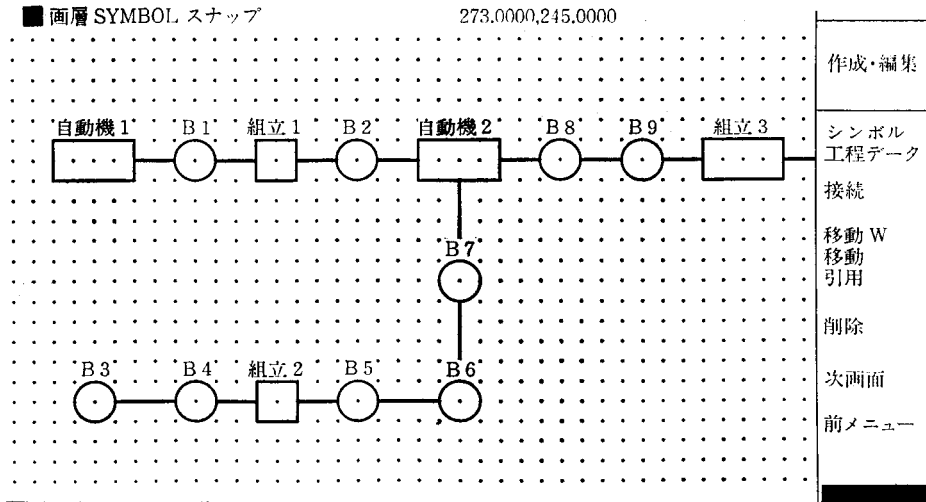 ■ 画層 SYMBOL スナップ 273.0000,245.0000
作成・編集
自動機1 B1 組立1 B2 自動機2 B8 B9 組立3
シンボル
工程データ
接続
移動W
移動
引用
B7
削除
B3 B4 組立2 B5 B6
次画面
前メニュー